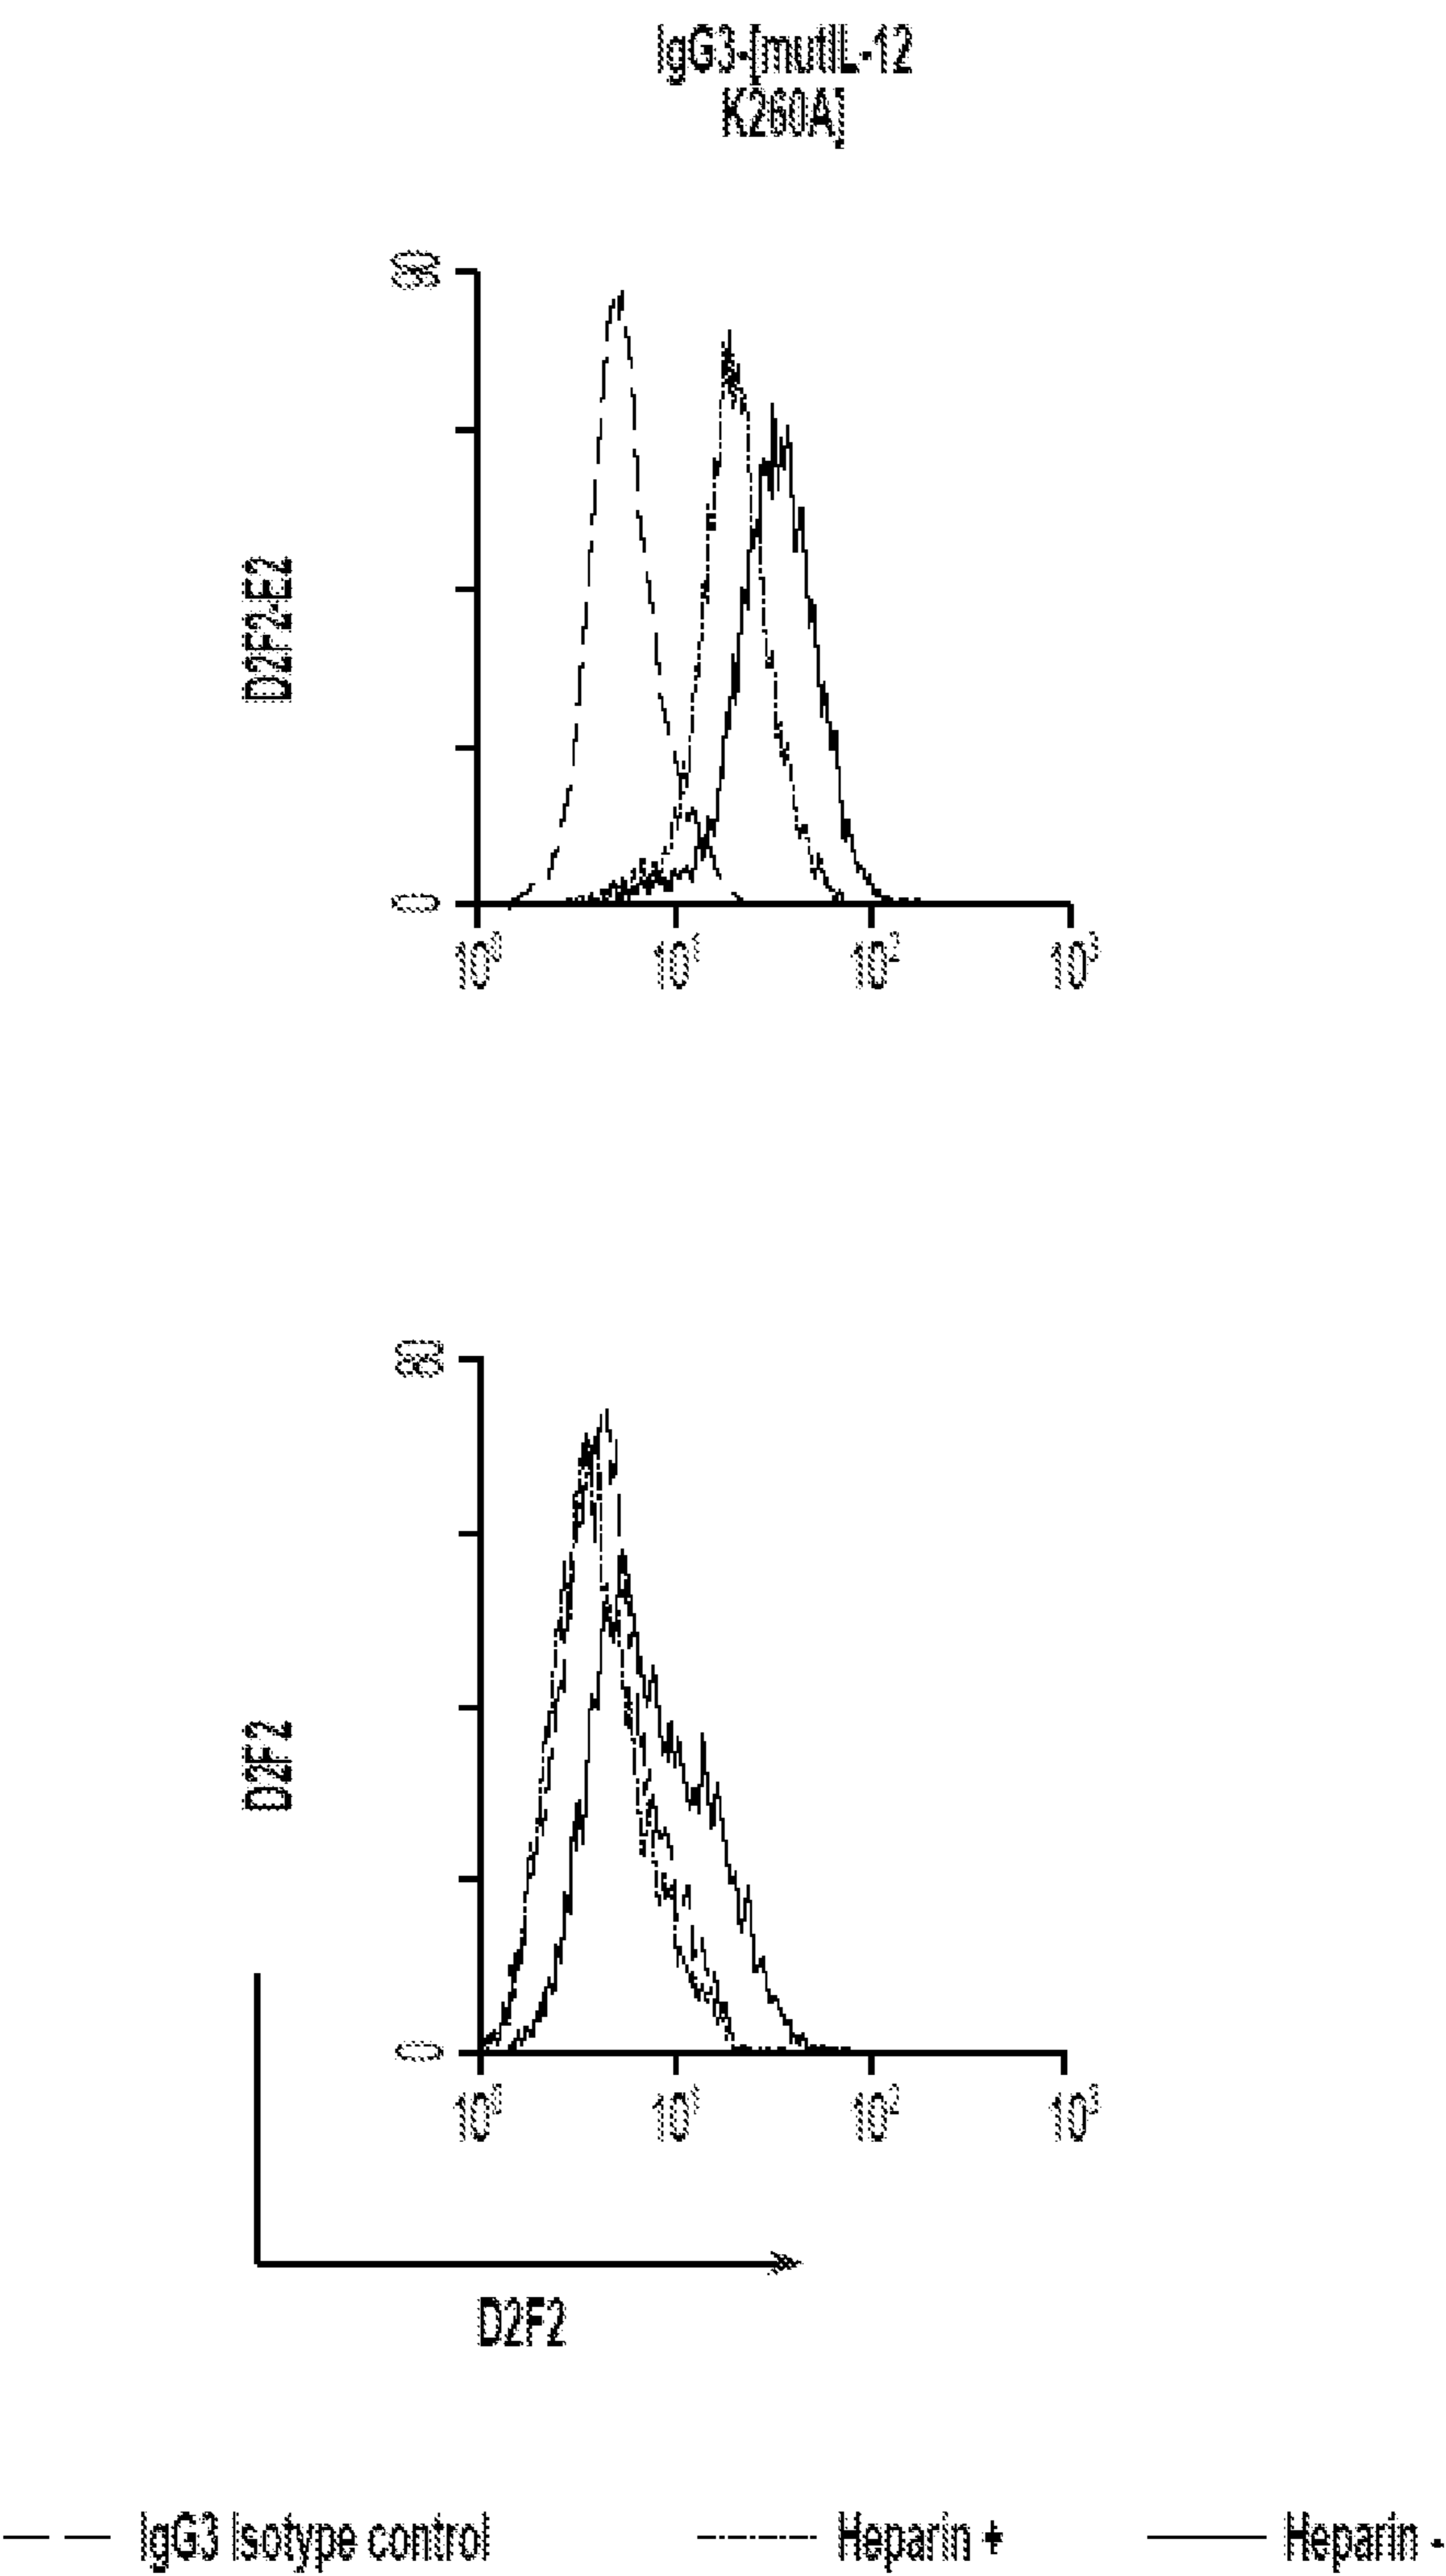 IgG3-[mutIL-12
K260A]
D2F2-E2
80
0
10⁰ 10¹ 10² 10³
D2F2
80
0
10⁰ 10¹ 10² 10³
D2F2
IgG3 Isotype control Heparin + Heparin -